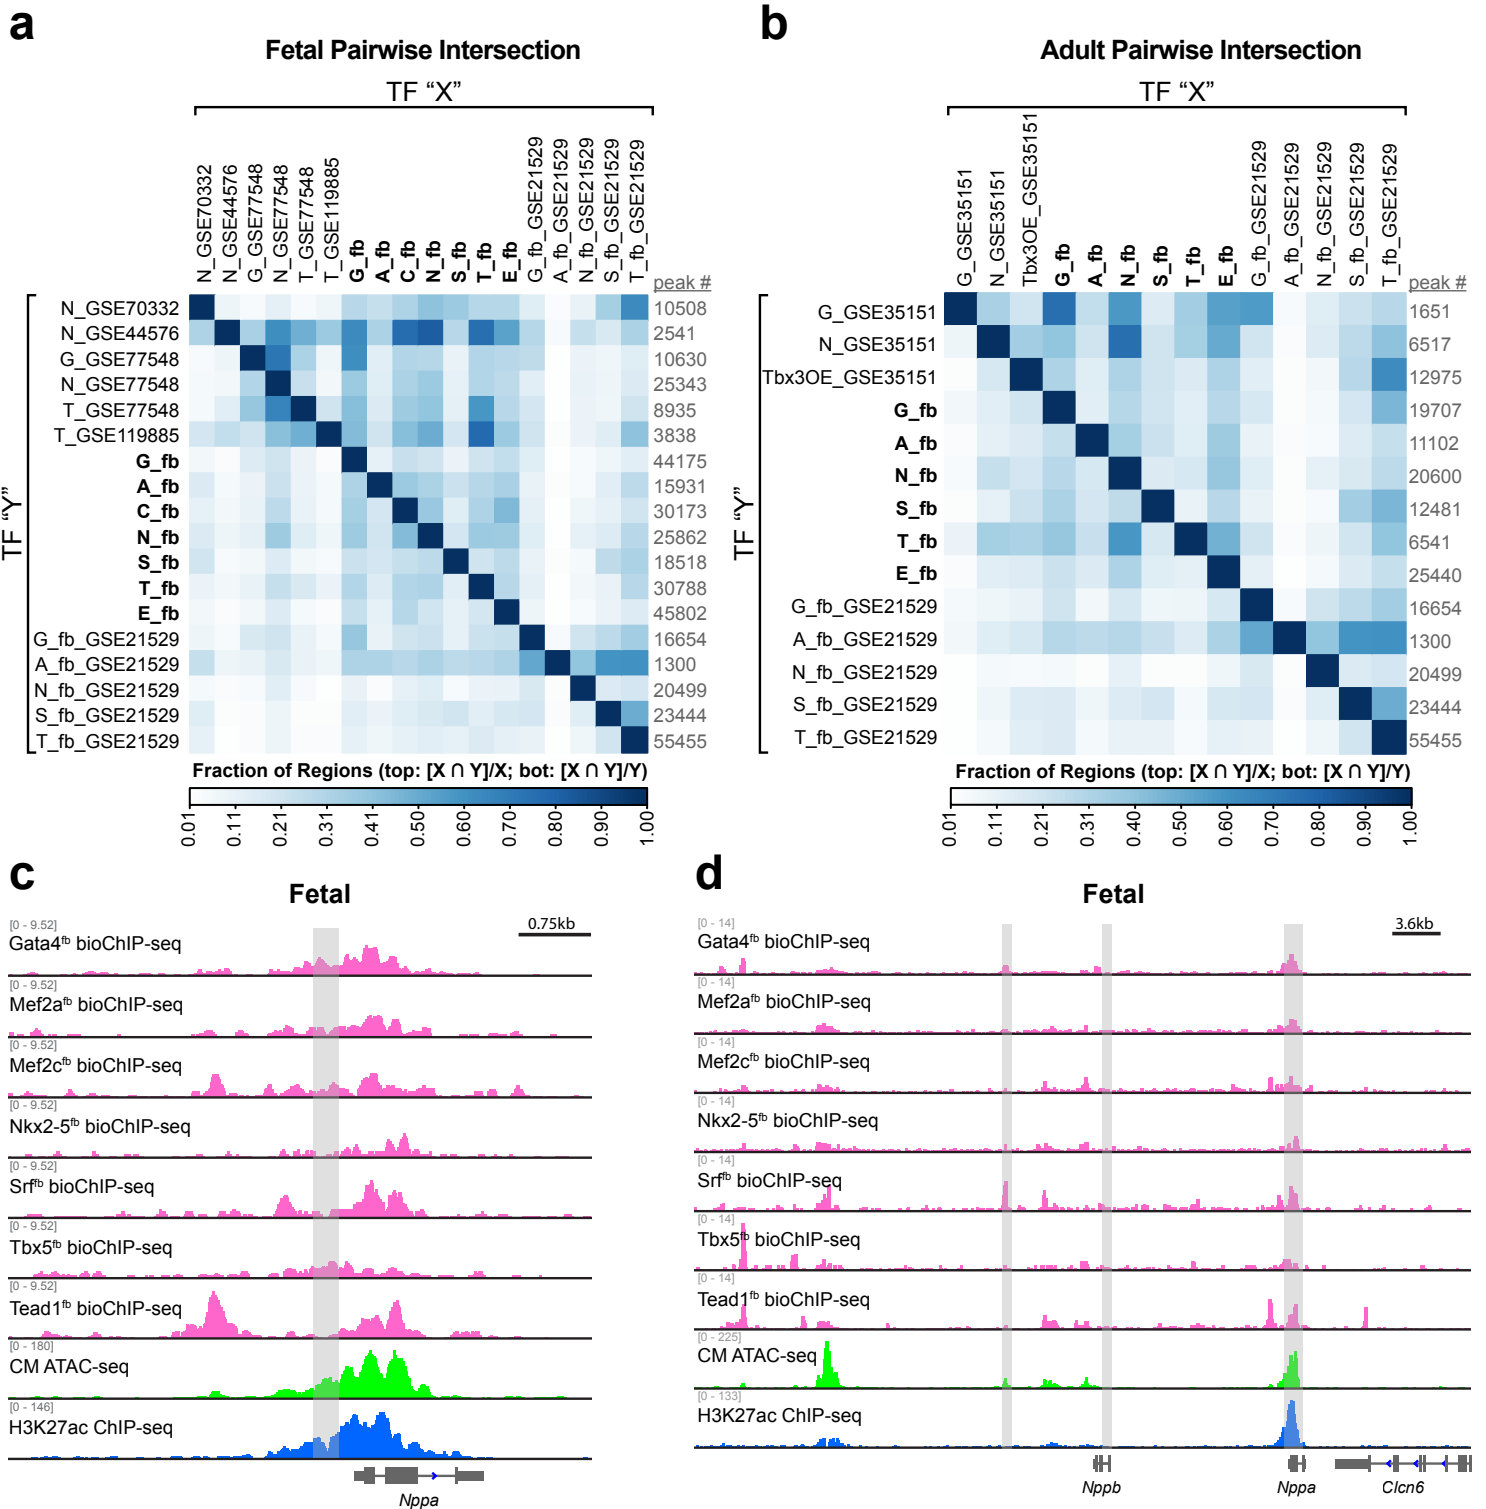 a
Fetal Pairwise Intersection
TF “X”
N_GSE70332
N_GSE44576
G_GSE77548
N_GSE77548
T_GSE77548
T_GSE119885
G_fb
A_fb
C_fb
N_fb
S_fb
T_fb
E_fb
G_fb_GSE21529
A_fb_GSE21529
N_fb_GSE21529
S_fb_GSE21529
T_fb_GSE21529
peak #
TF “Y”
N_GSE70332 10508
N_GSE44576 2541
G_GSE77548 10630
N_GSE77548 25343
T_GSE77548 8935
T_GSE119885 3838
G_fb 44175
A_fb 15931
C_fb 30173
N_fb 25862
S_fb 18518
T_fb 30788
E_fb 45802
G_fb_GSE21529 16654
A_fb_GSE21529 1300
N_fb_GSE21529 20499
S_fb_GSE21529 23444
T_fb_GSE21529 55455
Fraction of Regions (top: [X ∩ Y]/X; bot: [X ∩ Y]/Y)
0.01 0.11 0.21 0.31 0.41 0.50 0.60 0.70 0.80 0.90 1.00
b
Adult Pairwise Intersection
TF “X”
G_GSE35151
N_GSE35151
Tbx3OE_GSE35151
G_fb
A_fb
N_fb
S_fb
T_fb
E_fb
G_fb_GSE21529
A_fb_GSE21529
N_fb_GSE21529
S_fb_GSE21529
T_fb_GSE21529
peak #
TF “Y”
G_GSE35151 1651
N_GSE35151 6517
Tbx3OE_GSE35151 12975
G_fb 19707
A_fb 11102
N_fb 20600
S_fb 12481
T_fb 6541
E_fb 25440
G_fb_GSE21529 16654
A_fb_GSE21529 1300
N_fb_GSE21529 20499
S_fb_GSE21529 23444
T_fb_GSE21529 55455
Fraction of Regions (top: [X ∩ Y]/X; bot: [X ∩ Y]/Y)
0.01 0.11 0.21 0.30 0.40 0.50 0.60 0.70 0.80 0.90 1.00
c
Fetal
0.75kb
[0 - 9.52]
Gata4fb bioChIP-seq
[0 - 9.52]
Mef2afb bioChIP-seq
[0 - 9.52]
Mef2cfb bioChIP-seq
[0 - 9.52]
Nkx2-5fb bioChIP-seq
[0 - 9.52]
Srffb bioChIP-seq
[0 - 9.52]
Tbx5fb bioChIP-seq
[0 - 9.52]
Tead1fb bioChIP-seq
[0 - 180]
CM ATAC-seq
[0 - 146]
H3K27ac ChIP-seq
Nppa
d
Fetal
3.6kb
[0 - 14]
Gata4fb bioChIP-seq
[0 - 14]
Mef2afb bioChIP-seq
[0 - 14]
Mef2cfb bioChIP-seq
[0 - 14]
Nkx2-5fb bioChIP-seq
[0 - 14]
Srffb bioChIP-seq
[0 - 14]
Tbx5fb bioChIP-seq
[0 - 14]
Tead1fb bioChIP-seq
[0 - 225]
CM ATAC-seq
[0 - 133]
H3K27ac ChIP-seq
Nppb Nppa Clcn6